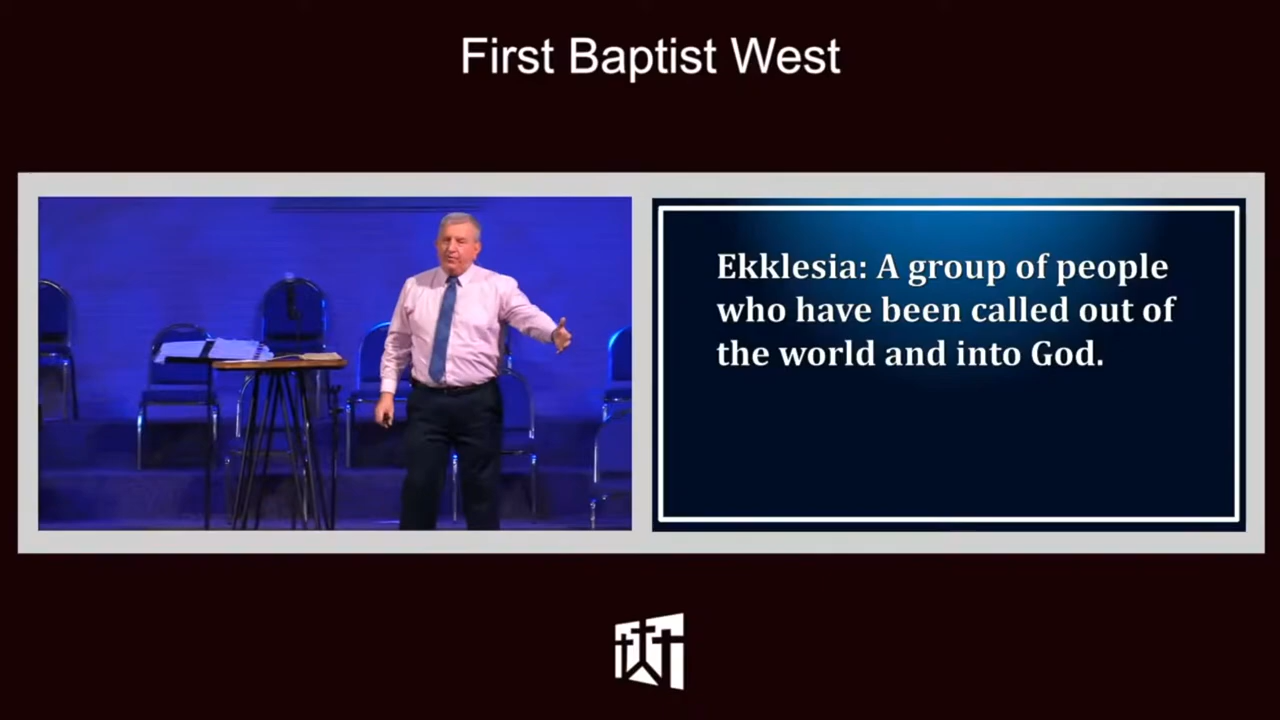 First Baptist West
Ekklesia: A group of people
who have been called out of
the world and into God.